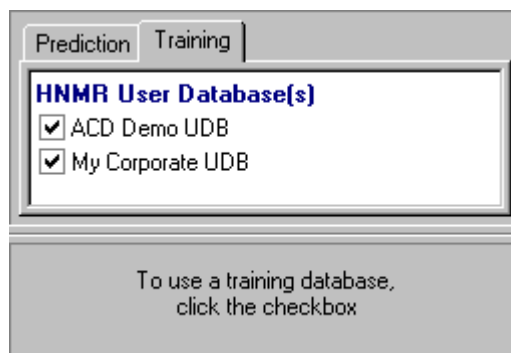 Prediction Training
HNMR User Database(s)
ACD Demo UDB
My Corporate UDB
To use a training database,
click the checkbox